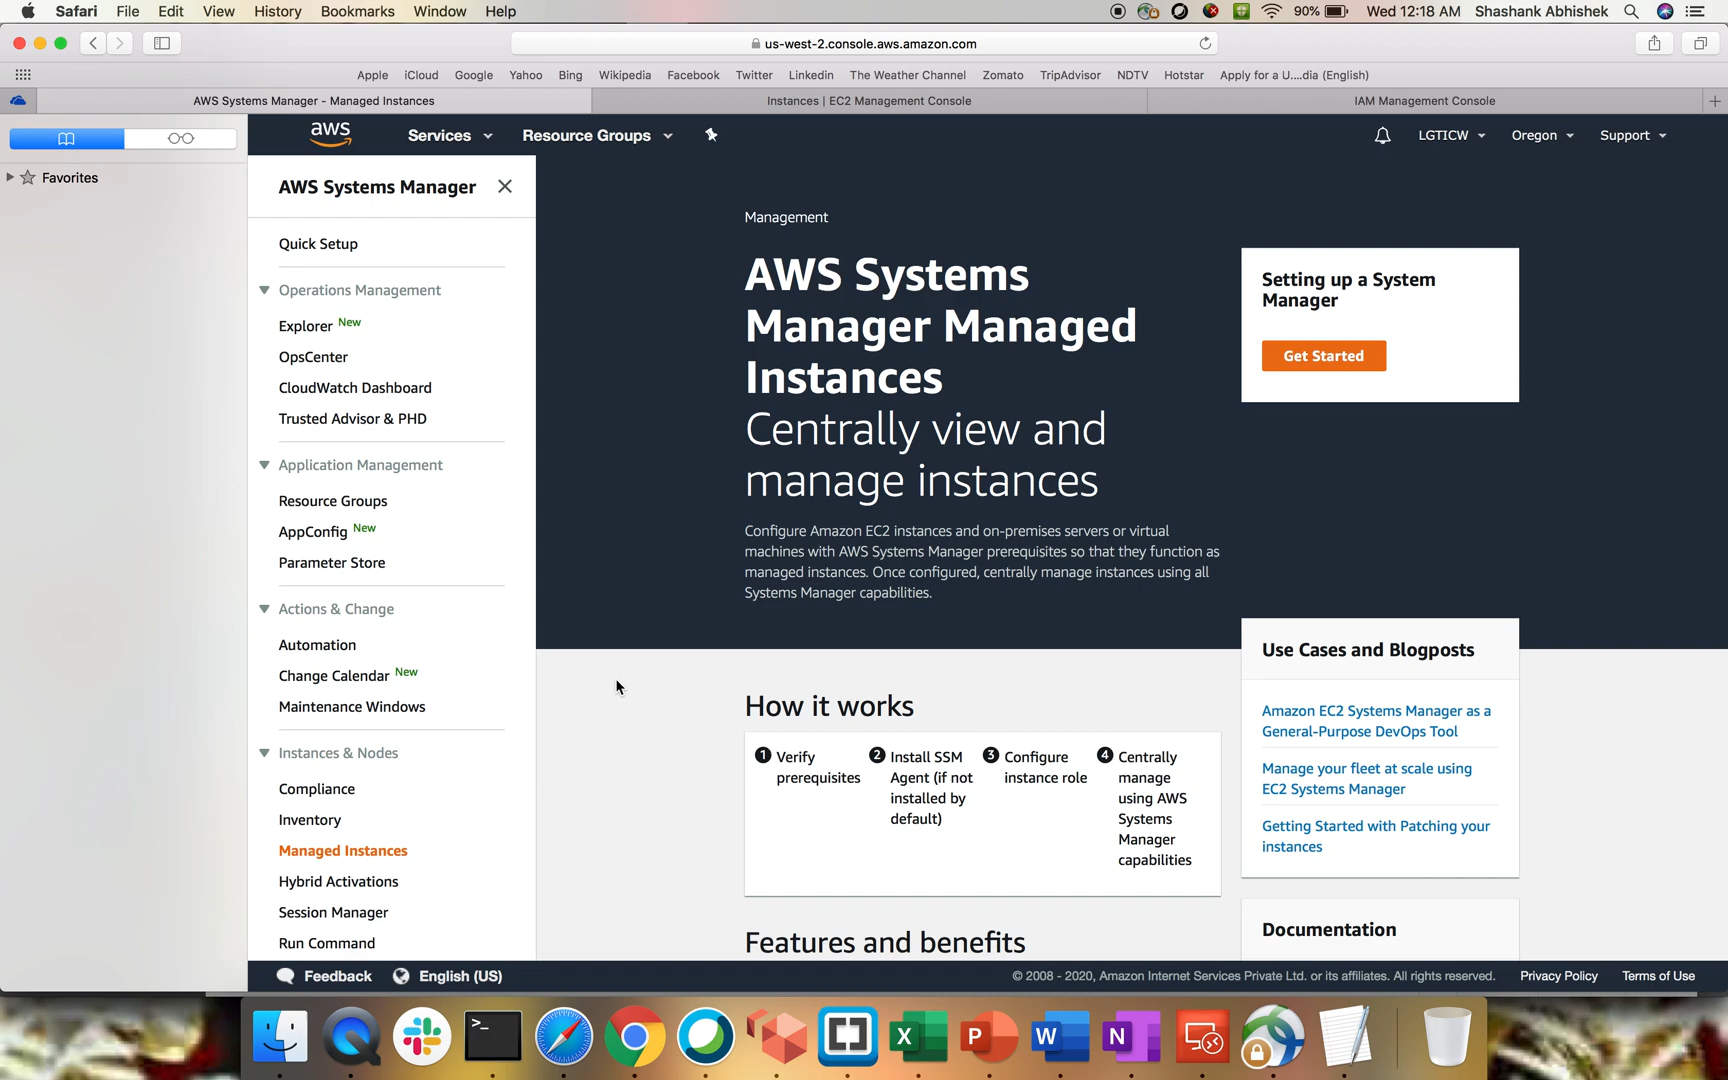 Safari File Edit View History Bookmarks Window Help 90% Wed 12:18 AM Shashank Abhishek
us-west-2.console.aws.amazon.com
Apple iCloud Google Yahoo Bing Wikipedia Facebook Twitter Linkedin The Weather Channel Zomato TripAdvisor NDTV Hotstar Apply for a U....dia (English)
AWS Systems Manager - Managed Instances Instances | EC2 Management Console IAM Management Console
aws Services Resource Groups LGTICW Oregon Support
Favorites
AWS Systems Manager
Quick Setup
Operations Management
Explorer New
OpsCenter
CloudWatch Dashboard
Trusted Advisor & PHD
Application Management
Resource Groups
AppConfig New
Parameter Store
Actions & Change
Automation
Change Calendar New
Maintenance Windows
Instances & Nodes
Compliance
Inventory
Managed Instances
Hybrid Activations
Session Manager
Run Command
Management
AWS Systems
Manager Managed
Instances
Centrally view and
manage instances
Configure Amazon EC2 instances and on-premises servers or virtual
machines with AWS Systems Manager prerequisites so that they function as
managed instances. Once configured, centrally manage instances using all
Systems Manager capabilities.
Setting up a System
Manager
Get Started
How it works
1 Verify
prerequisites
2 Install SSM
Agent (if not
installed by
default)
3 Configure
instance role
4 Centrally
manage
using AWS
Systems
Manager
capabilities
Features and benefits
Use Cases and Blogposts
Amazon EC2 Systems Manager as a
General-Purpose DevOps Tool
Manage your fleet at scale using
EC2 Systems Manager
Getting Started with Patching your
instances
Documentation
Feedback English (US) © 2008 - 2020, Amazon Internet Services Private Ltd. or its affiliates. All rights reserved. Privacy Policy Terms of Use
>_ X P W N